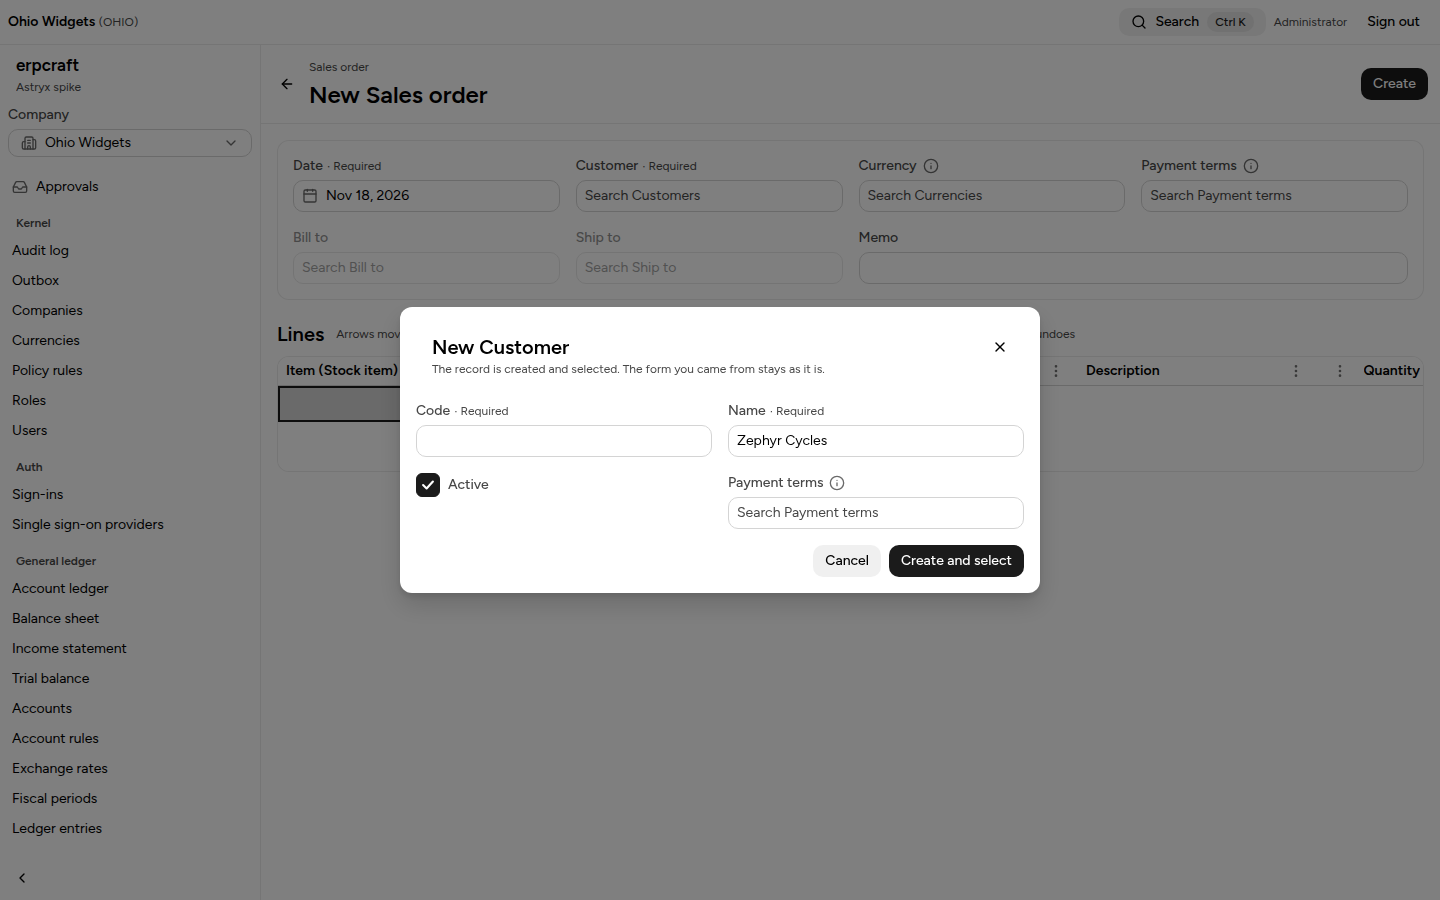 Ohio Widgets (OHIO)
Search Ctrl K
Administrator
Sign out
erpcraft
Astryx spike
Company
Ohio Widgets
Approvals
Kernel
Audit log
Outbox
Companies
Currencies
Policy rules
Roles
Users
Auth
Sign-ins
Single sign-on providers
General ledger
Account ledger
Balance sheet
Income statement
Trial balance
Accounts
Account rules
Exchange rates
Fiscal periods
Ledger entries
Sales order
New Sales order
Create
Date · Required
Customer · Required
Currency
Payment terms
Nov 18, 2026
Search Customers
Search Currencies
Search Payment terms
Bill to
Ship to
Memo
Search Bill to
Search Ship to
Lines
Arrows mov
undoes
Item (Stock item)
Description
Quantity
New Customer
The record is created and selected. The form you came from stays as it is.
Code · Required
Name · Required
Zephyr Cycles
Active
Payment terms
Search Payment terms
Cancel
Create and select